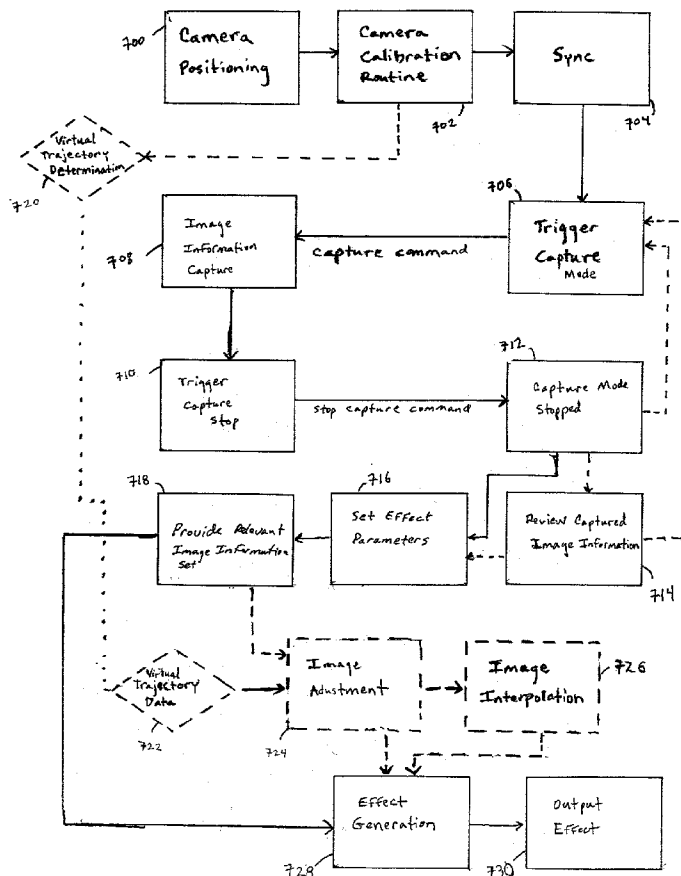 700
Camera
Positioning
Camera
Calibration
Routine
702
Sync
704
Virtual
Trajectory
Determination
720
706
Trigger
Capture
Mode
capture command
Image
Information
Capture
708
710
Trigger
Capture
Stop
Stop capture command
712
Capture Mode
Stopped
718
Provide Relevant
Image Information
Set
716
Set Effect
Parameters
Review Captured
Image Information
714
Virtual
Trajectory
Data
722
Image
Adustment
724
Image
Interpolation
726
Effect
Generation
728
Output
Effect
730